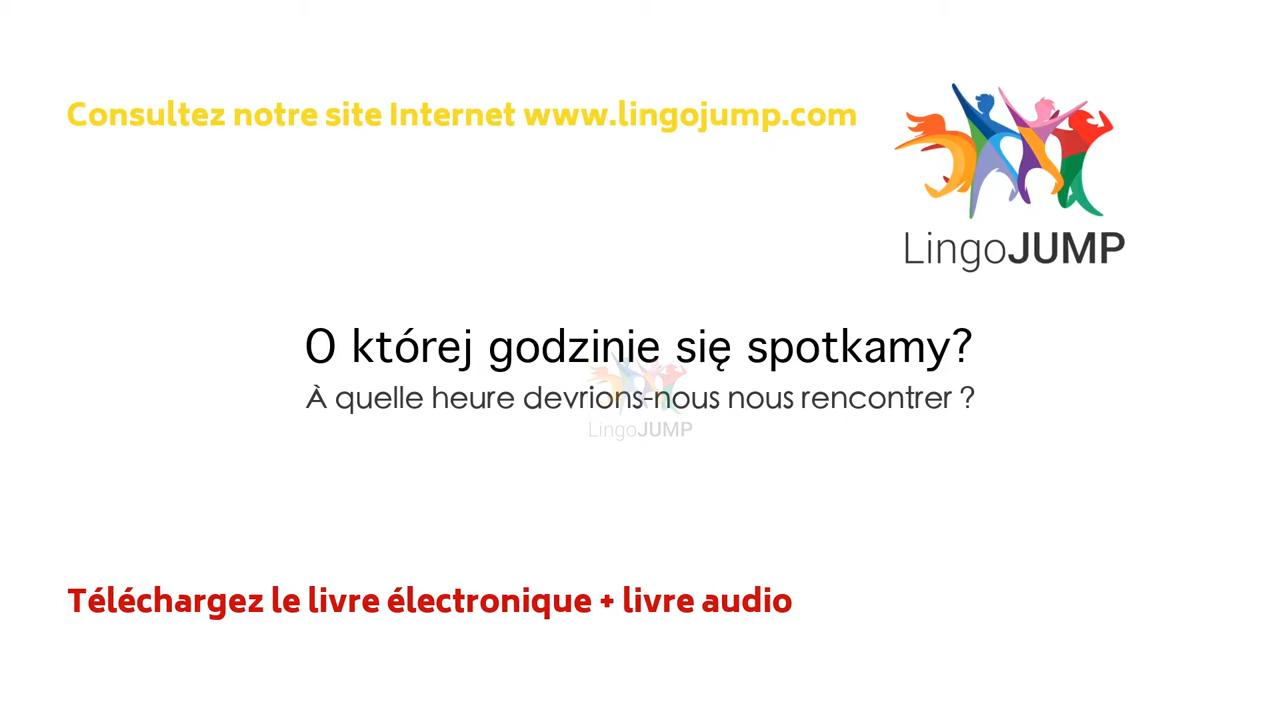 Consultez notre site Internet www.lingojump.com
LingoJUMP
O której godzinie się spotkamy?
À quelle heure devrions-nous nous rencontrer ?
LingoJUMP
Téléchargez le livre électronique + livre audio